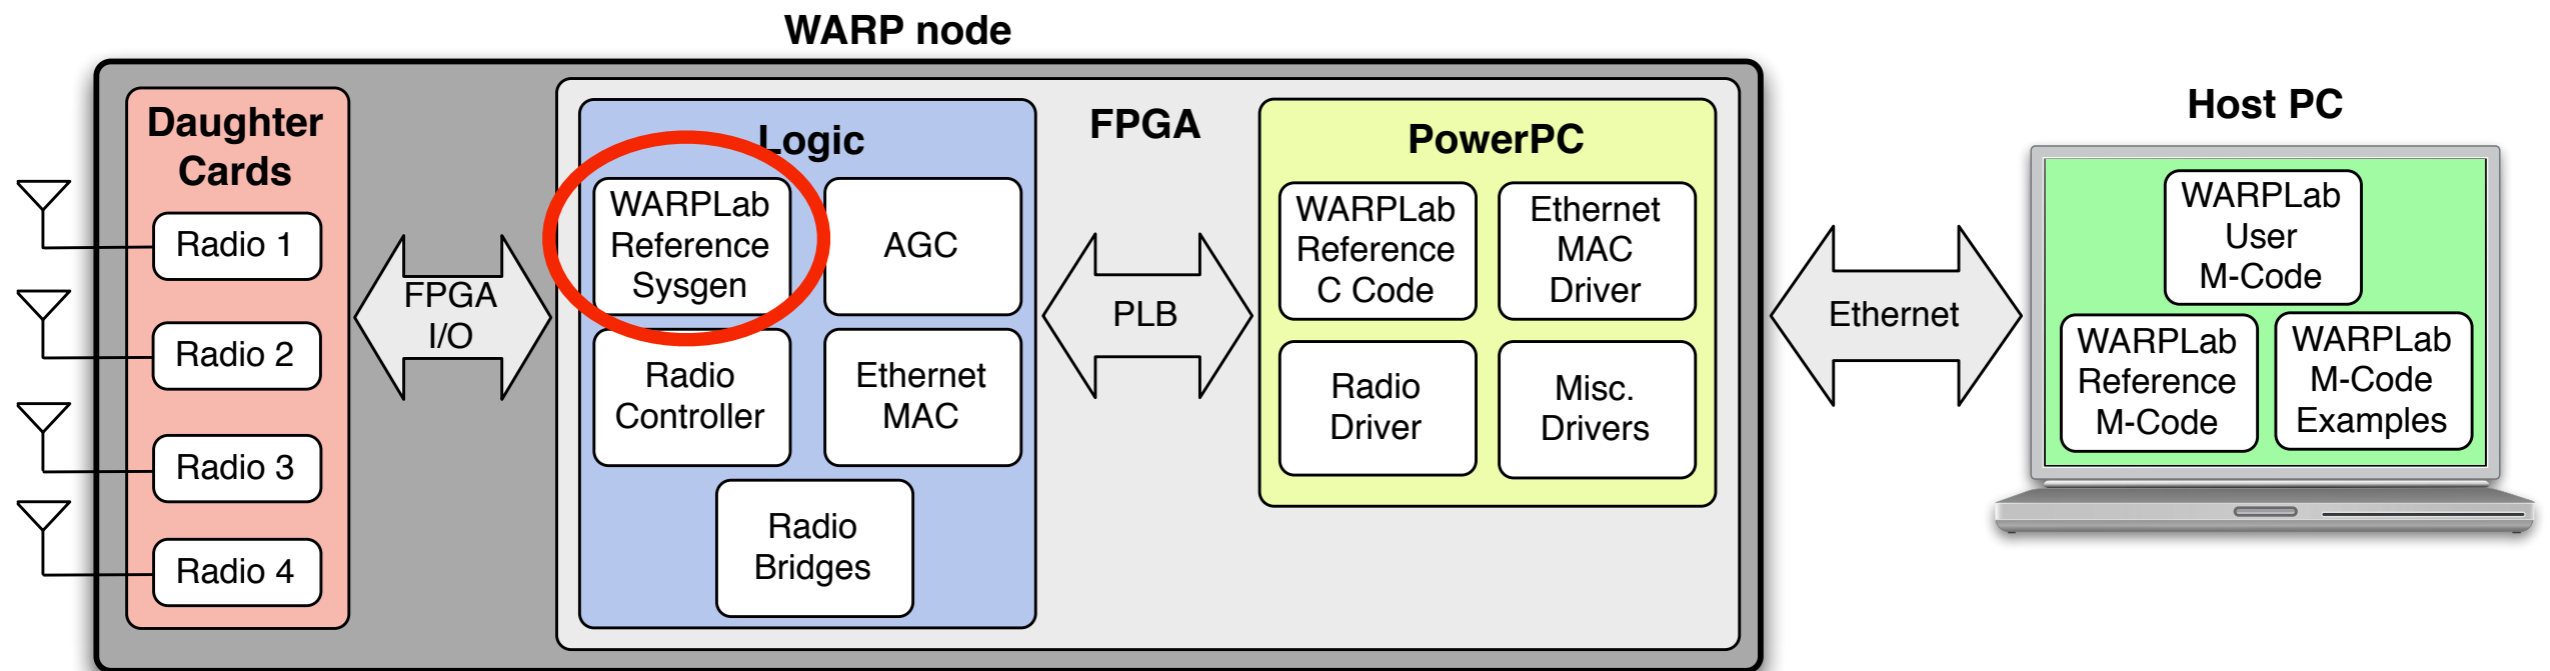 WARP node
Daughter
Cards
Radio 1
Radio 2
Radio 3
Radio 4
FPGA
I/O
Logic
WARPLab
Reference
Sysgen
AGC
Radio
Controller
Ethernet
MAC
Radio
Bridges
FPGA
PLB
PowerPC
WARPLab
Reference
C Code
Ethernet
MAC
Driver
Radio
Driver
Misc.
Drivers
Ethernet
Host PC
WARPLab
User
M-Code
WARPLab
Reference
M-Code
WARPLab
M-Code
Examples